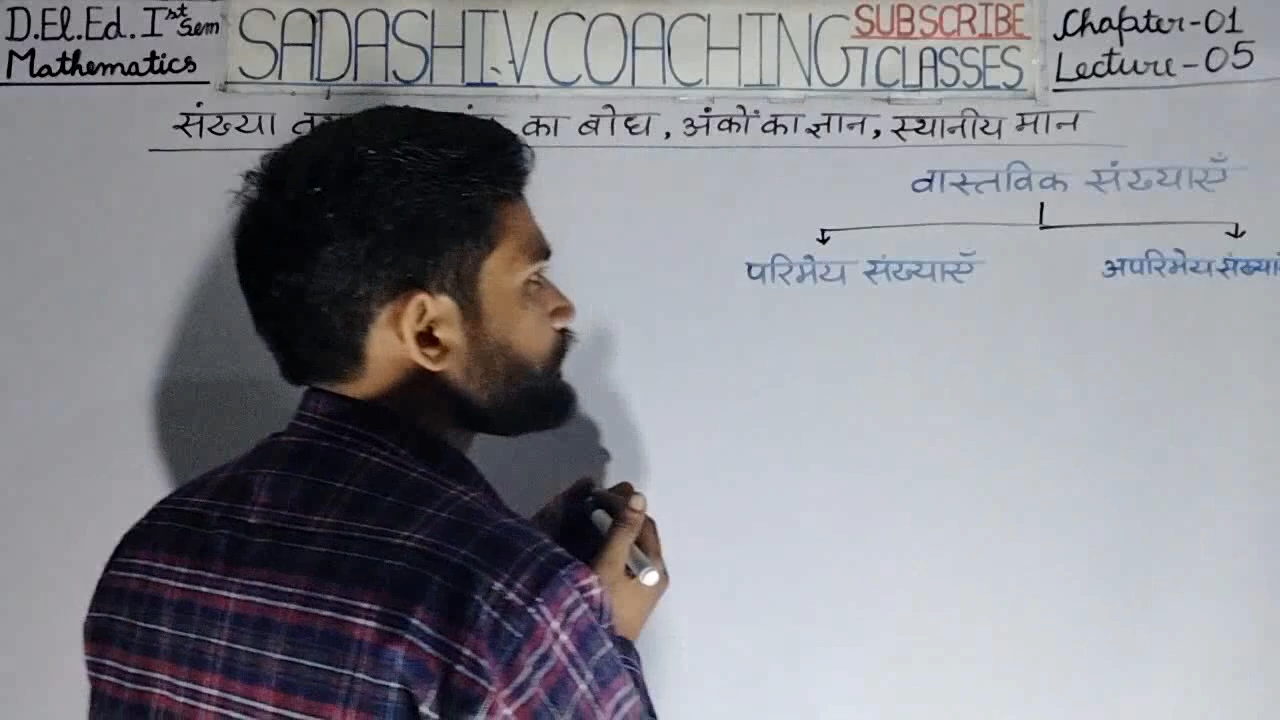 D.El.Ed. Ist Sem
Mathematics
SADASHIV COACHING CLASSES
SUBSCRIBE
Chapter-01
Lecture-05
संख्या का बोध, अंकों का ज्ञान, स्थानीय मान
वास्तविक संख्याएँ
परिमेय संख्याएँ
अपरिमेय